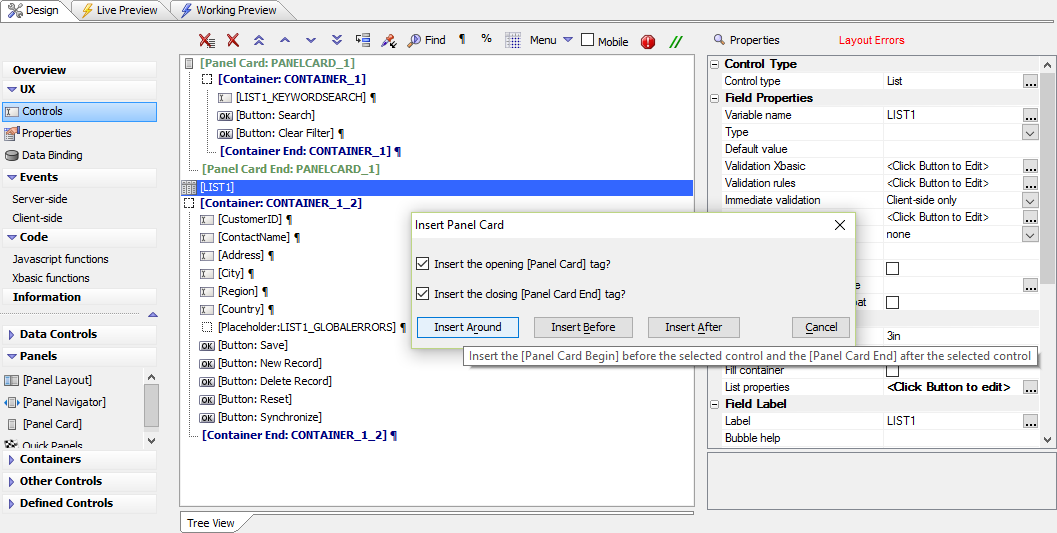 Design
Live Preview
Working Preview
Find
¶
%
Menu
Mobile
Properties
Layout Errors
Overview
UX
Controls
Properties
Data Binding
Events
Server-side
Client-side
Code
Javascript functions
Xbasic functions
Information
Data Controls
Panels
[Panel Layout]
[Panel Navigator]
[Panel Card]
Quick Panels
Containers
Other Controls
Defined Controls
[Panel Card: PANELCARD_1]
[Container: CONTAINER_1]
[LIST1_KEYWORDSEARCH] ¶
OK [Button: Search]
OK [Button: Clear Filter] ¶
[Container End: CONTAINER_1] ¶
[Panel Card End: PANELCARD_1]
[LIST1]
[Container: CONTAINER_1_2]
[CustomerID] ¶
[ContactName] ¶
[Address] ¶
[City] ¶
[Region] ¶
[Country] ¶
[Placeholder:LIST1_GLOBALERRORS] ¶
OK [Button: Save] ¶
OK [Button: New Record] ¶
OK [Button: Delete Record] ¶
OK [Button: Reset] ¶
OK [Button: Synchronize] ¶
[Container End: CONTAINER_1_2] ¶
Tree View
Insert Panel Card
Insert the opening [Panel Card] tag?
Insert the closing [Panel Card End] tag?
Insert Around
Insert Before
Insert After
Cancel
Insert the [Panel Card Begin] before the selected control and the [Panel Card End] after the selected control
Control Type
Control type List ...
Field Properties
Variable name LIST1 ...
Type
Default value
Validation Xbasic <Click Button to Edit> ...
Validation rules <Click Button to Edit> ...
Immediate validation Client-side only
<Click Button to Edit> ...
none
3in
Fill container
List properties <Click Button to edit> ...
Field Label
Label LIST1 ...
Bubble help